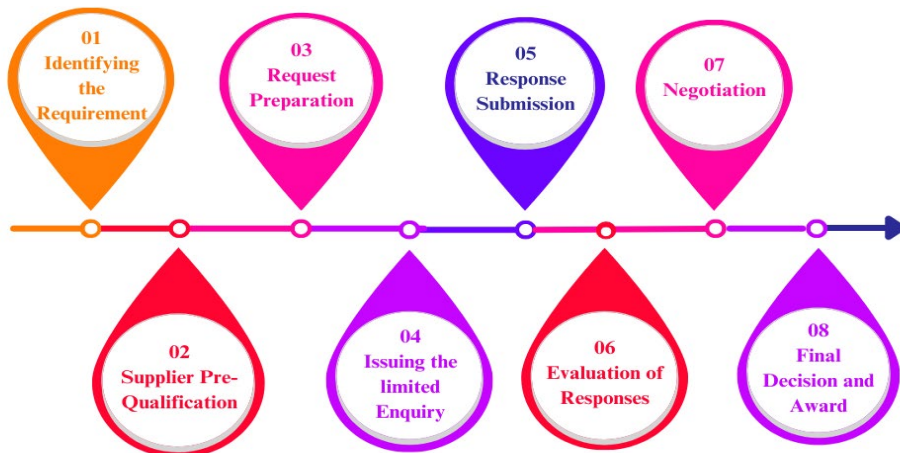 01
Identifying
the
Requirement
02
Supplier Pre-
Qualification
03
Request
Preparation
04
Issuing the
limited
Enquiry
05
Response
Submission
06
Evaluation of
Responses
07
Negotiation
08
Final
Decision and
Award